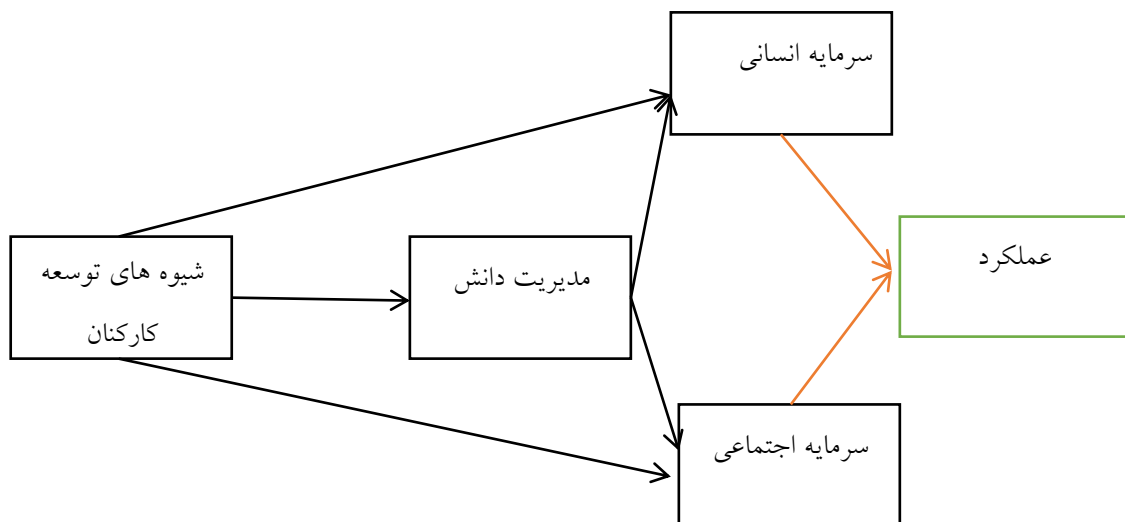 سرمایه انسانی
شیوه های توسعه
کارکنان
مدیریت دانش
عملکرد
سرمایه اجتماعی